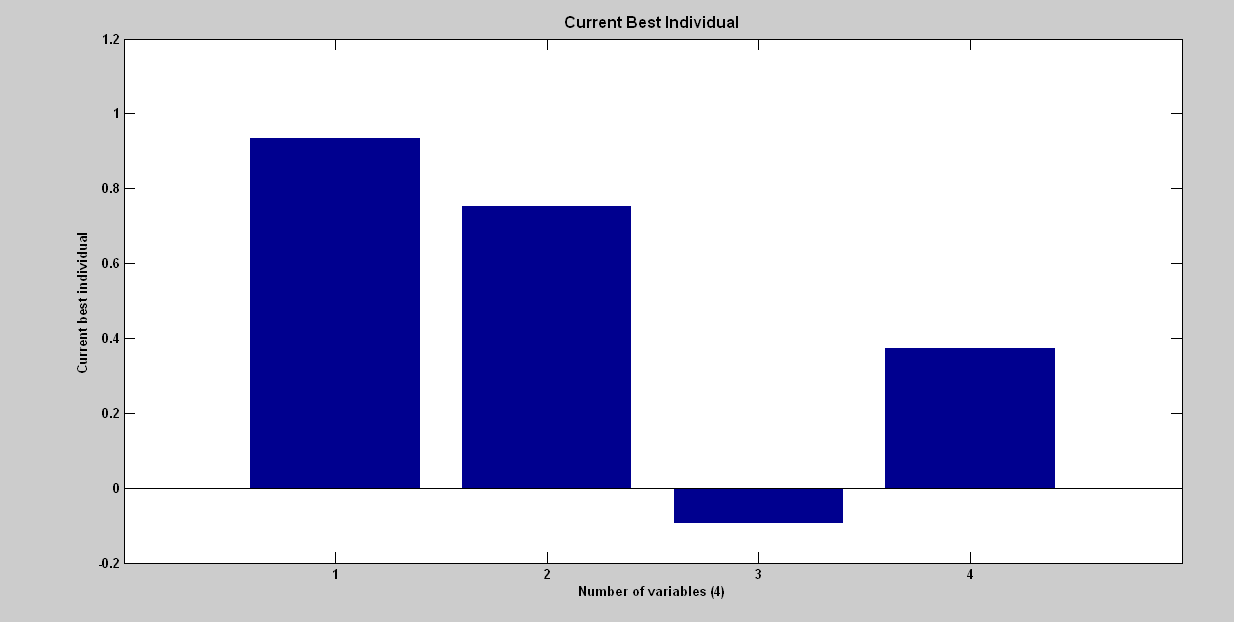 Current Best Individual
1.2
1
0.8
0.6
0.4
0.2
0
-0.2
Current best individual
1 2 3 4
Number of variables (4)